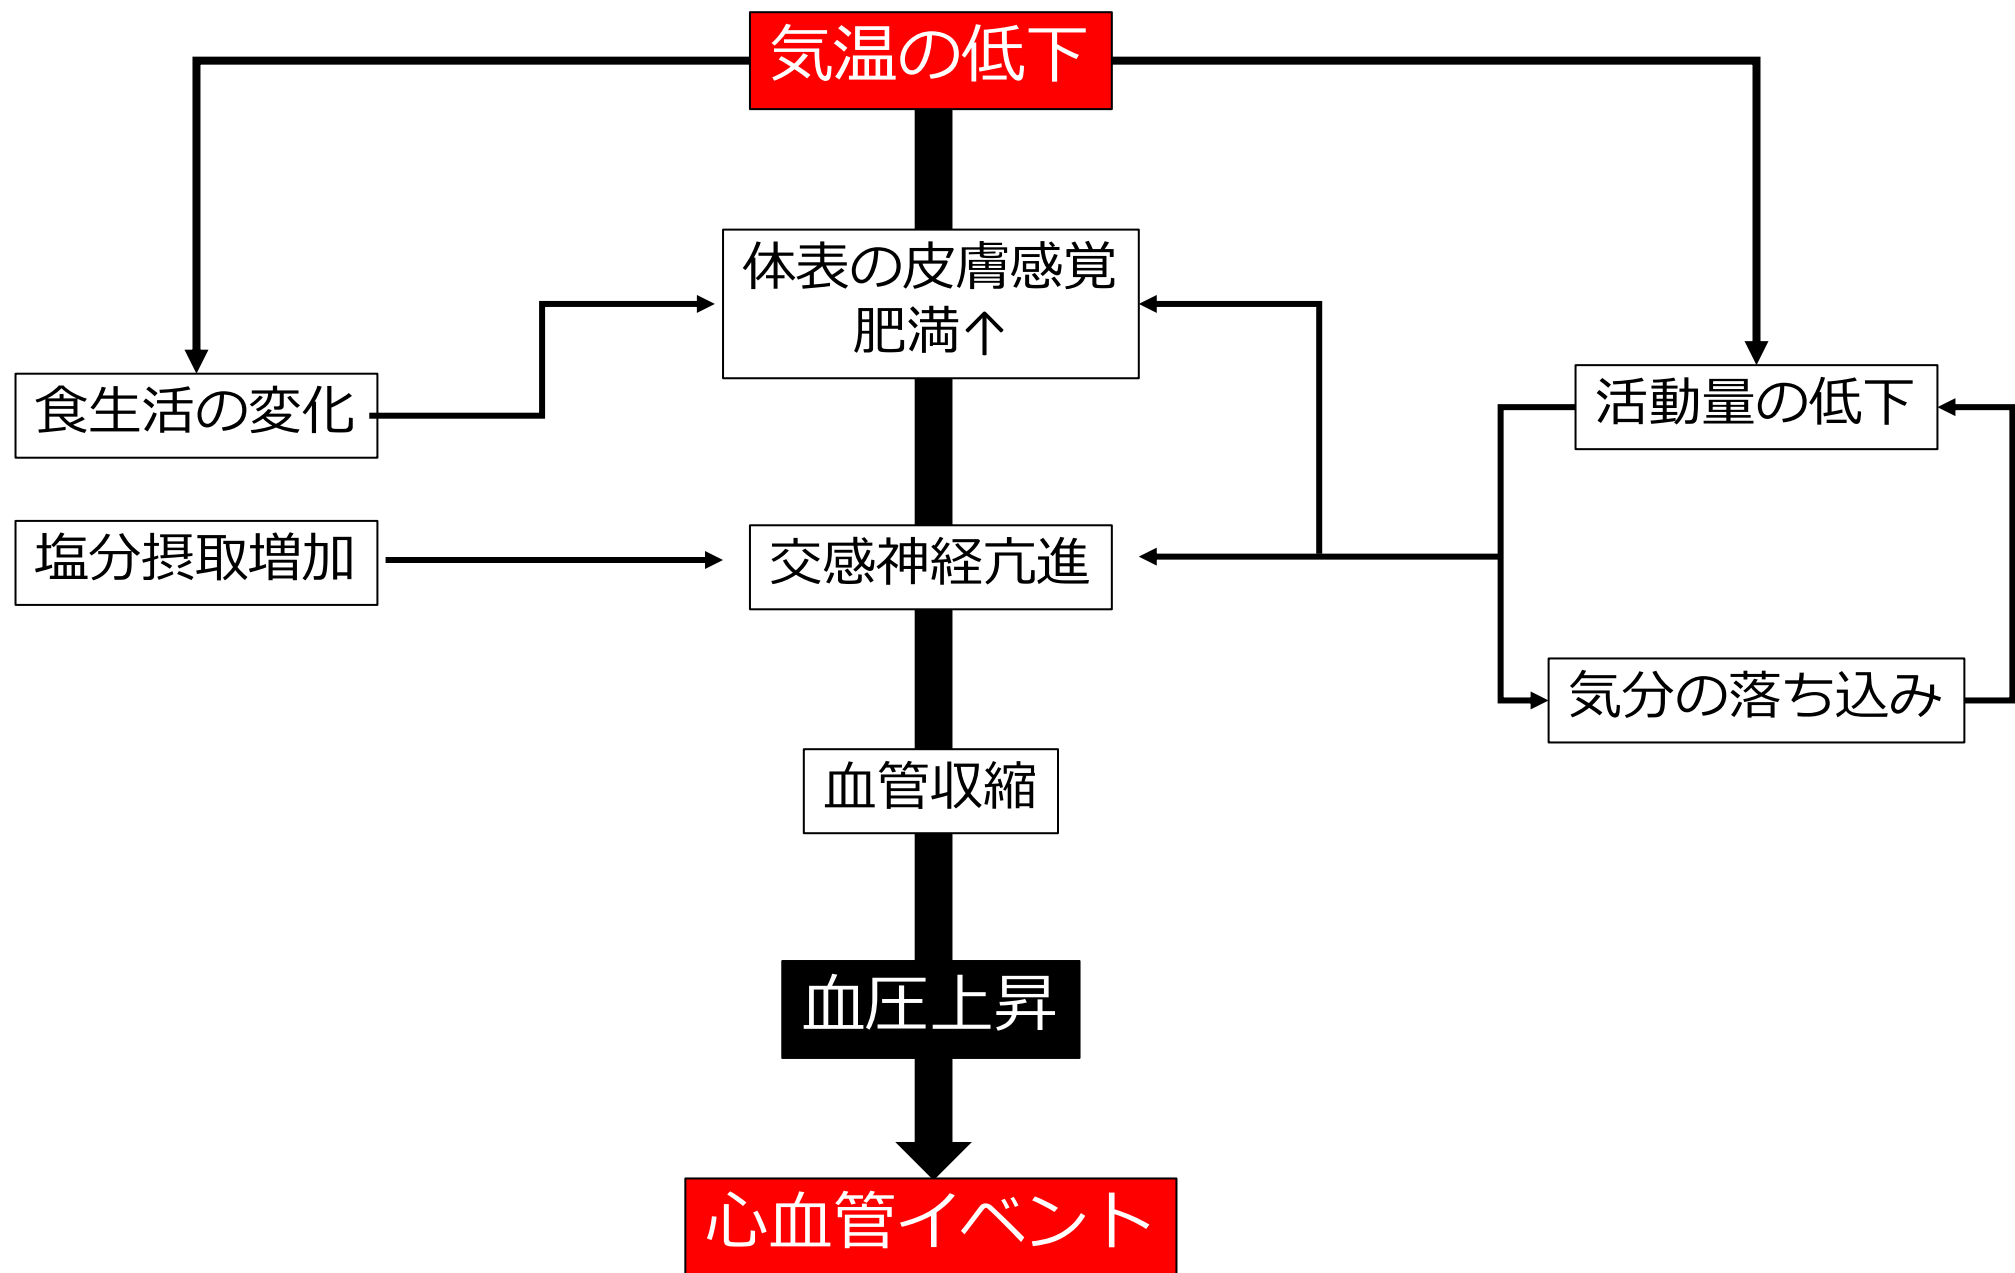 気温の低下
体表の皮膚感覚
肥満↑
食生活の変化
活動量の低下
塩分摂取増加
交感神経亢進
気分の落ち込み
血管収縮
血圧上昇
心血管イベント